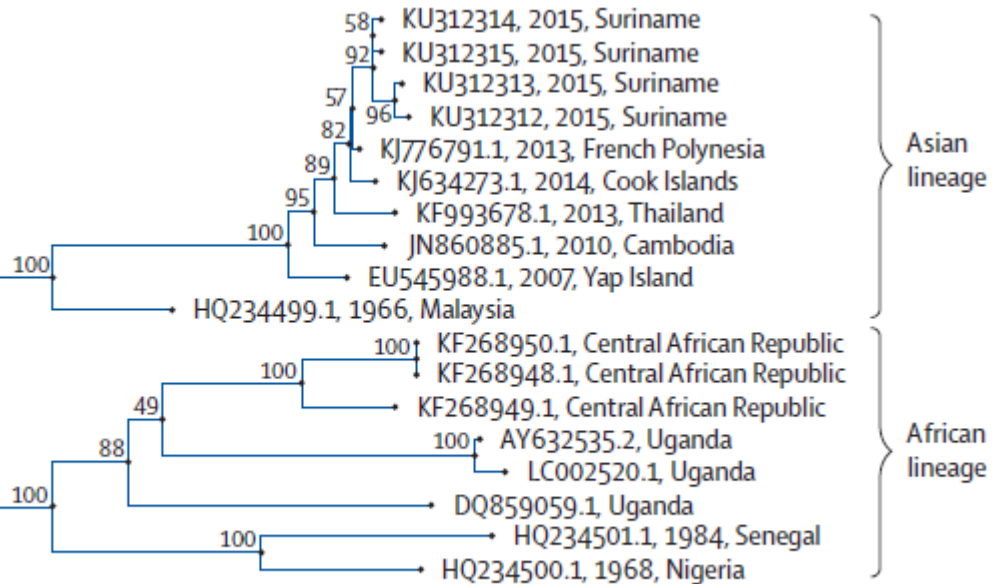 58 KU312314, 2015, Suriname
92 KU312315, 2015, Suriname
KU312313, 2015, Suriname
57
96 KU312312, 2015, Suriname
82
KJ776791.1, 2013, French Polynesia
Asian
lineage
89
KJ634273.1, 2014, Cook Islands
95
KF993678.1, 2013, Thailand
100
JN860885.1, 2010, Cambodia
100
EU545988.1, 2007, Yap Island
HQ234499.1, 1966, Malaysia
100 KF268950.1, Central African Republic
100
KF268948.1, Central African Republic
49
KF268949.1, Central African Republic
African
lineage
100 AY632535.2, Uganda
88
LC002520.1, Uganda
100
DQ859059.1, Uganda
100
HQ234501.1, 1984, Senegal
HQ234500.1, 1968, Nigeria